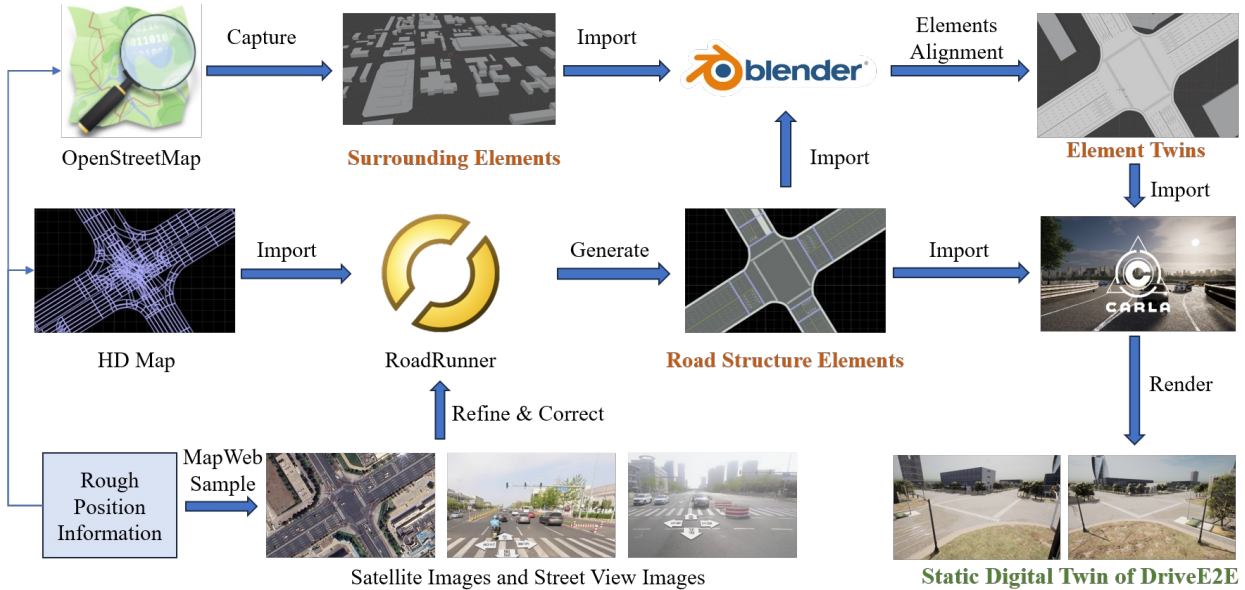 Capture
Import
Elements
Alignment
blender
OpenStreetMap
Surrounding Elements
Import
Element Twins
Import
Import
Generate
Import
CARLA
HD Map
RoadRunner
Road Structure Elements
Refine & Correct
Render
Rough
Position
Information
MapWeb
Sample
Satellite Images and Street View Images
Static Digital Twin of DriveE2E